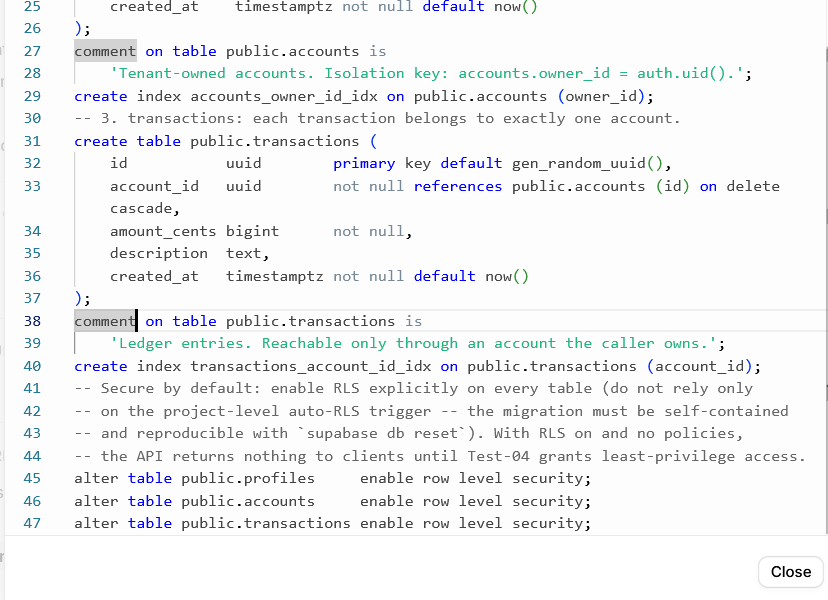 25 created_at timestamptz not null default now()
26 );
27 comment on table public.accounts is
28 'Tenant-owned accounts. Isolation key: accounts.owner_id = auth.uid().';
29 create index accounts_owner_id_idx on public.accounts (owner_id);
30 -- 3. transactions: each transaction belongs to exactly one account.
31 create table public.transactions (
32 id uuid primary key default gen_random_uuid(),
33 account_id uuid not null references public.accounts (id) on delete
cascade,
34 amount_cents bigint not null,
35 description text,
36 created_at timestamptz not null default now()
37 );
38 comment on table public.transactions is
39 'Ledger entries. Reachable only through an account the caller owns.';
40 create index transactions_account_id_idx on public.transactions (account_id);
41 -- Secure by default: enable RLS explicitly on every table (do not rely only
42 -- on the project-level auto-RLS trigger -- the migration must be self-contained
43 -- and reproducible with `supabase db reset`). With RLS on and no policies,
44 -- the API returns nothing to clients until Test-04 grants least-privilege access.
45 alter table public.profiles enable row level security;
46 alter table public.accounts enable row level security;
47 alter table public.transactions enable row level security;
Close